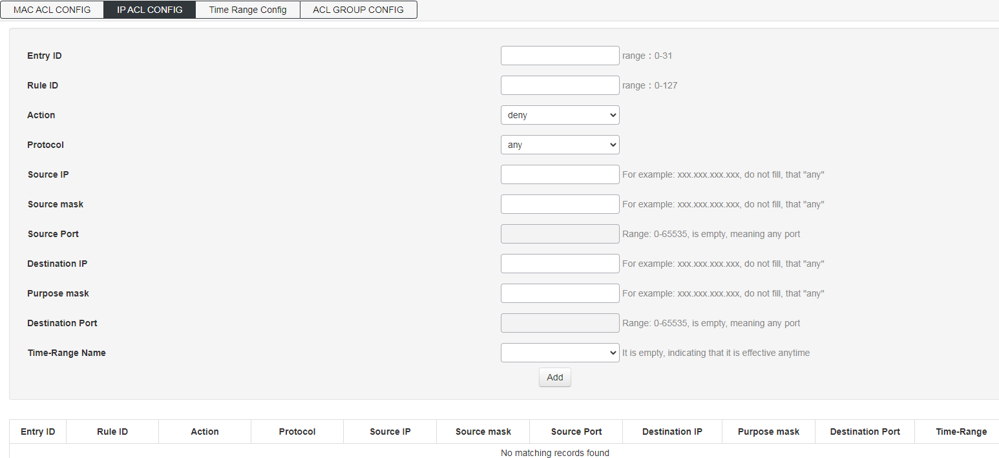 MAC ACL CONFIG IP ACL CONFIG Time Range Config ACL GROUP CONFIG
Entry ID range：0-31
Rule ID range：0-127
Action deny
Protocol any
Source IP For example: xxx.xxx.xxx.xxx, do not fill, that "any"
Source mask For example: xxx.xxx.xxx.xxx, do not fill, that "any"
Source Port Range: 0-65535, is empty, meaning any port
Destination IP For example: xxx.xxx.xxx.xxx, do not fill, that "any"
Purpose mask For example: xxx.xxx.xxx.xxx, do not fill, that "any"
Destination Port Range: 0-65535, is empty, meaning any port
Time-Range Name It is empty, indicating that it is effective anytime
Add
Entry ID Rule ID Action Protocol Source IP Source mask Source Port Destination IP Purpose mask Destination Port Time-Range
No matching records found